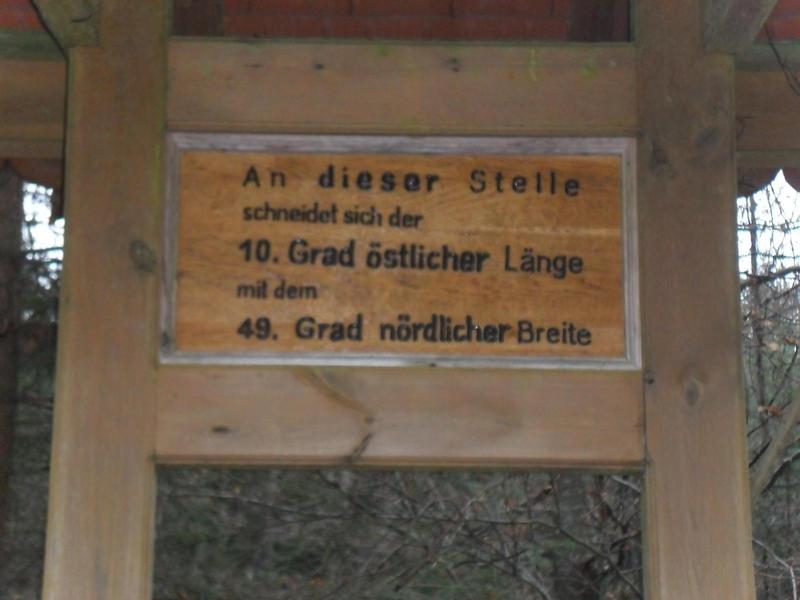 An dieser Stelle
schneidet sich der
10. Grad östlicher Länge
mit dem
49. Grad nördlicher Breite